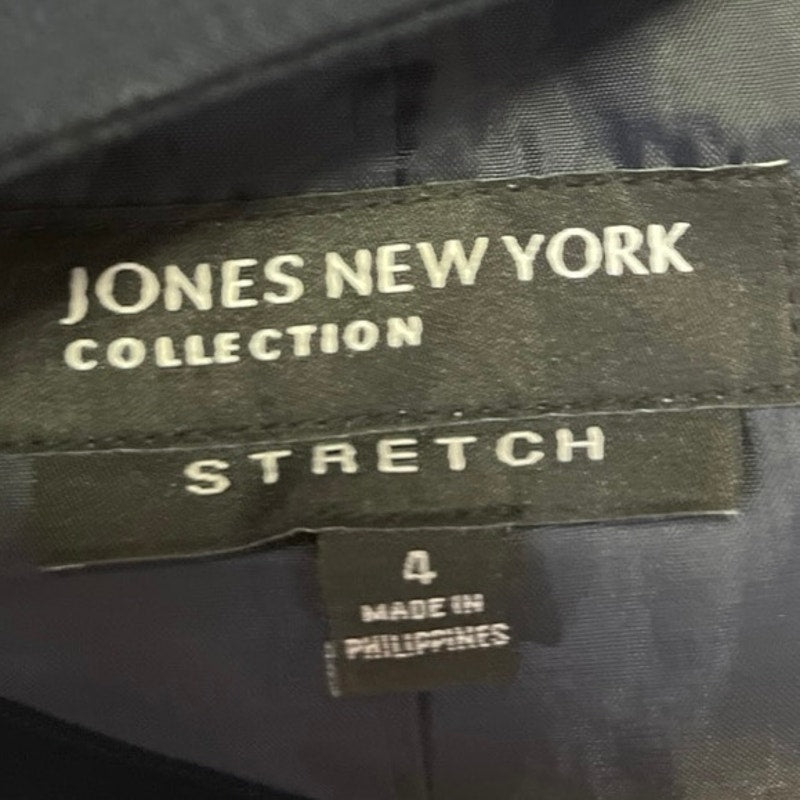 JONES NEW YORK
COLLECTION
STRETCH
4
MADE IN
PHILIPPINES